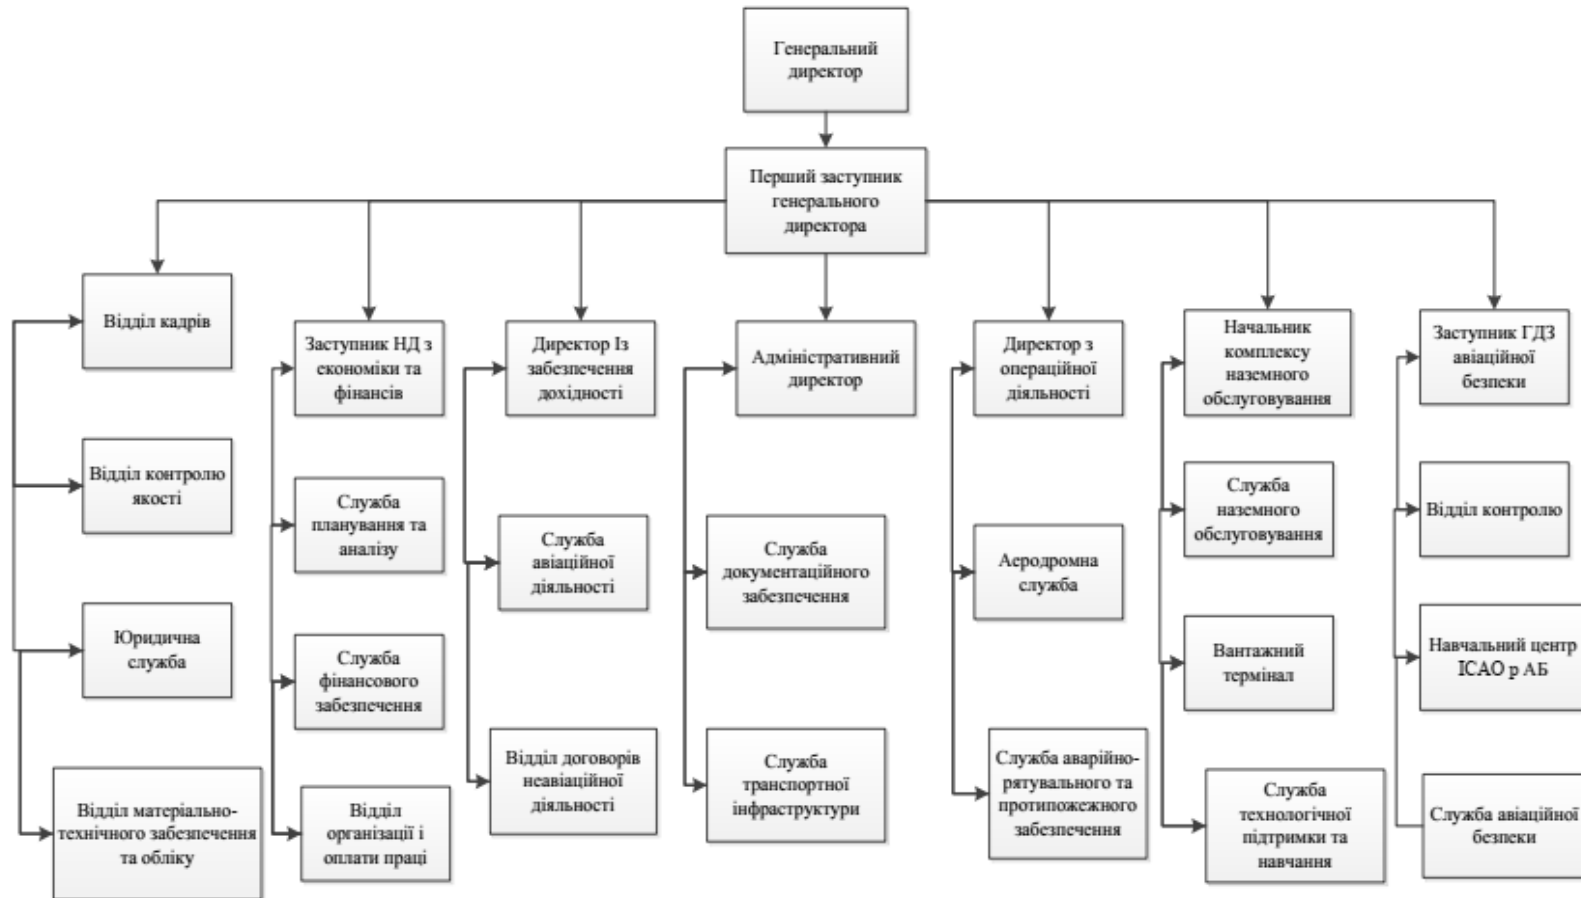 Генеральний
директор
Перший заступник
генерального
директора
Відділ кадрів
Відділ контролю
якості
Юридична
служба
Відділ матеріально-
технічного забезпечення
та обліку
Заступник НД з
економіки та
фінансів
Служба
планування та
аналізу
Служба
фінансового
забезпечення
Відділ
організації і
оплати праці
Директор Із
забезпечення
дохідності
Служба
авіаційної
діяльності
Відділ договорів
неавіаційної
діяльності
Адміністративний
директор
Служба
документаційного
забезпечення
Служба
транспортної
інфраструктури
Директор з
операційної
діяльності
Аеродромна
служба
Служба аварійно-
рятувального та
протипожежного
забезпечення
Начальник
комплексу
наземного
обслуговування
Служба
наземного
обслуговування
Вантажний
термінал
Служба
технологічної
підтримки та
навчання
Заступник ГДЗ
авіаційної
безпеки
Відділ контролю
Навчальний центр
ІСАО р АБ
Служба авіаційної
безпеки